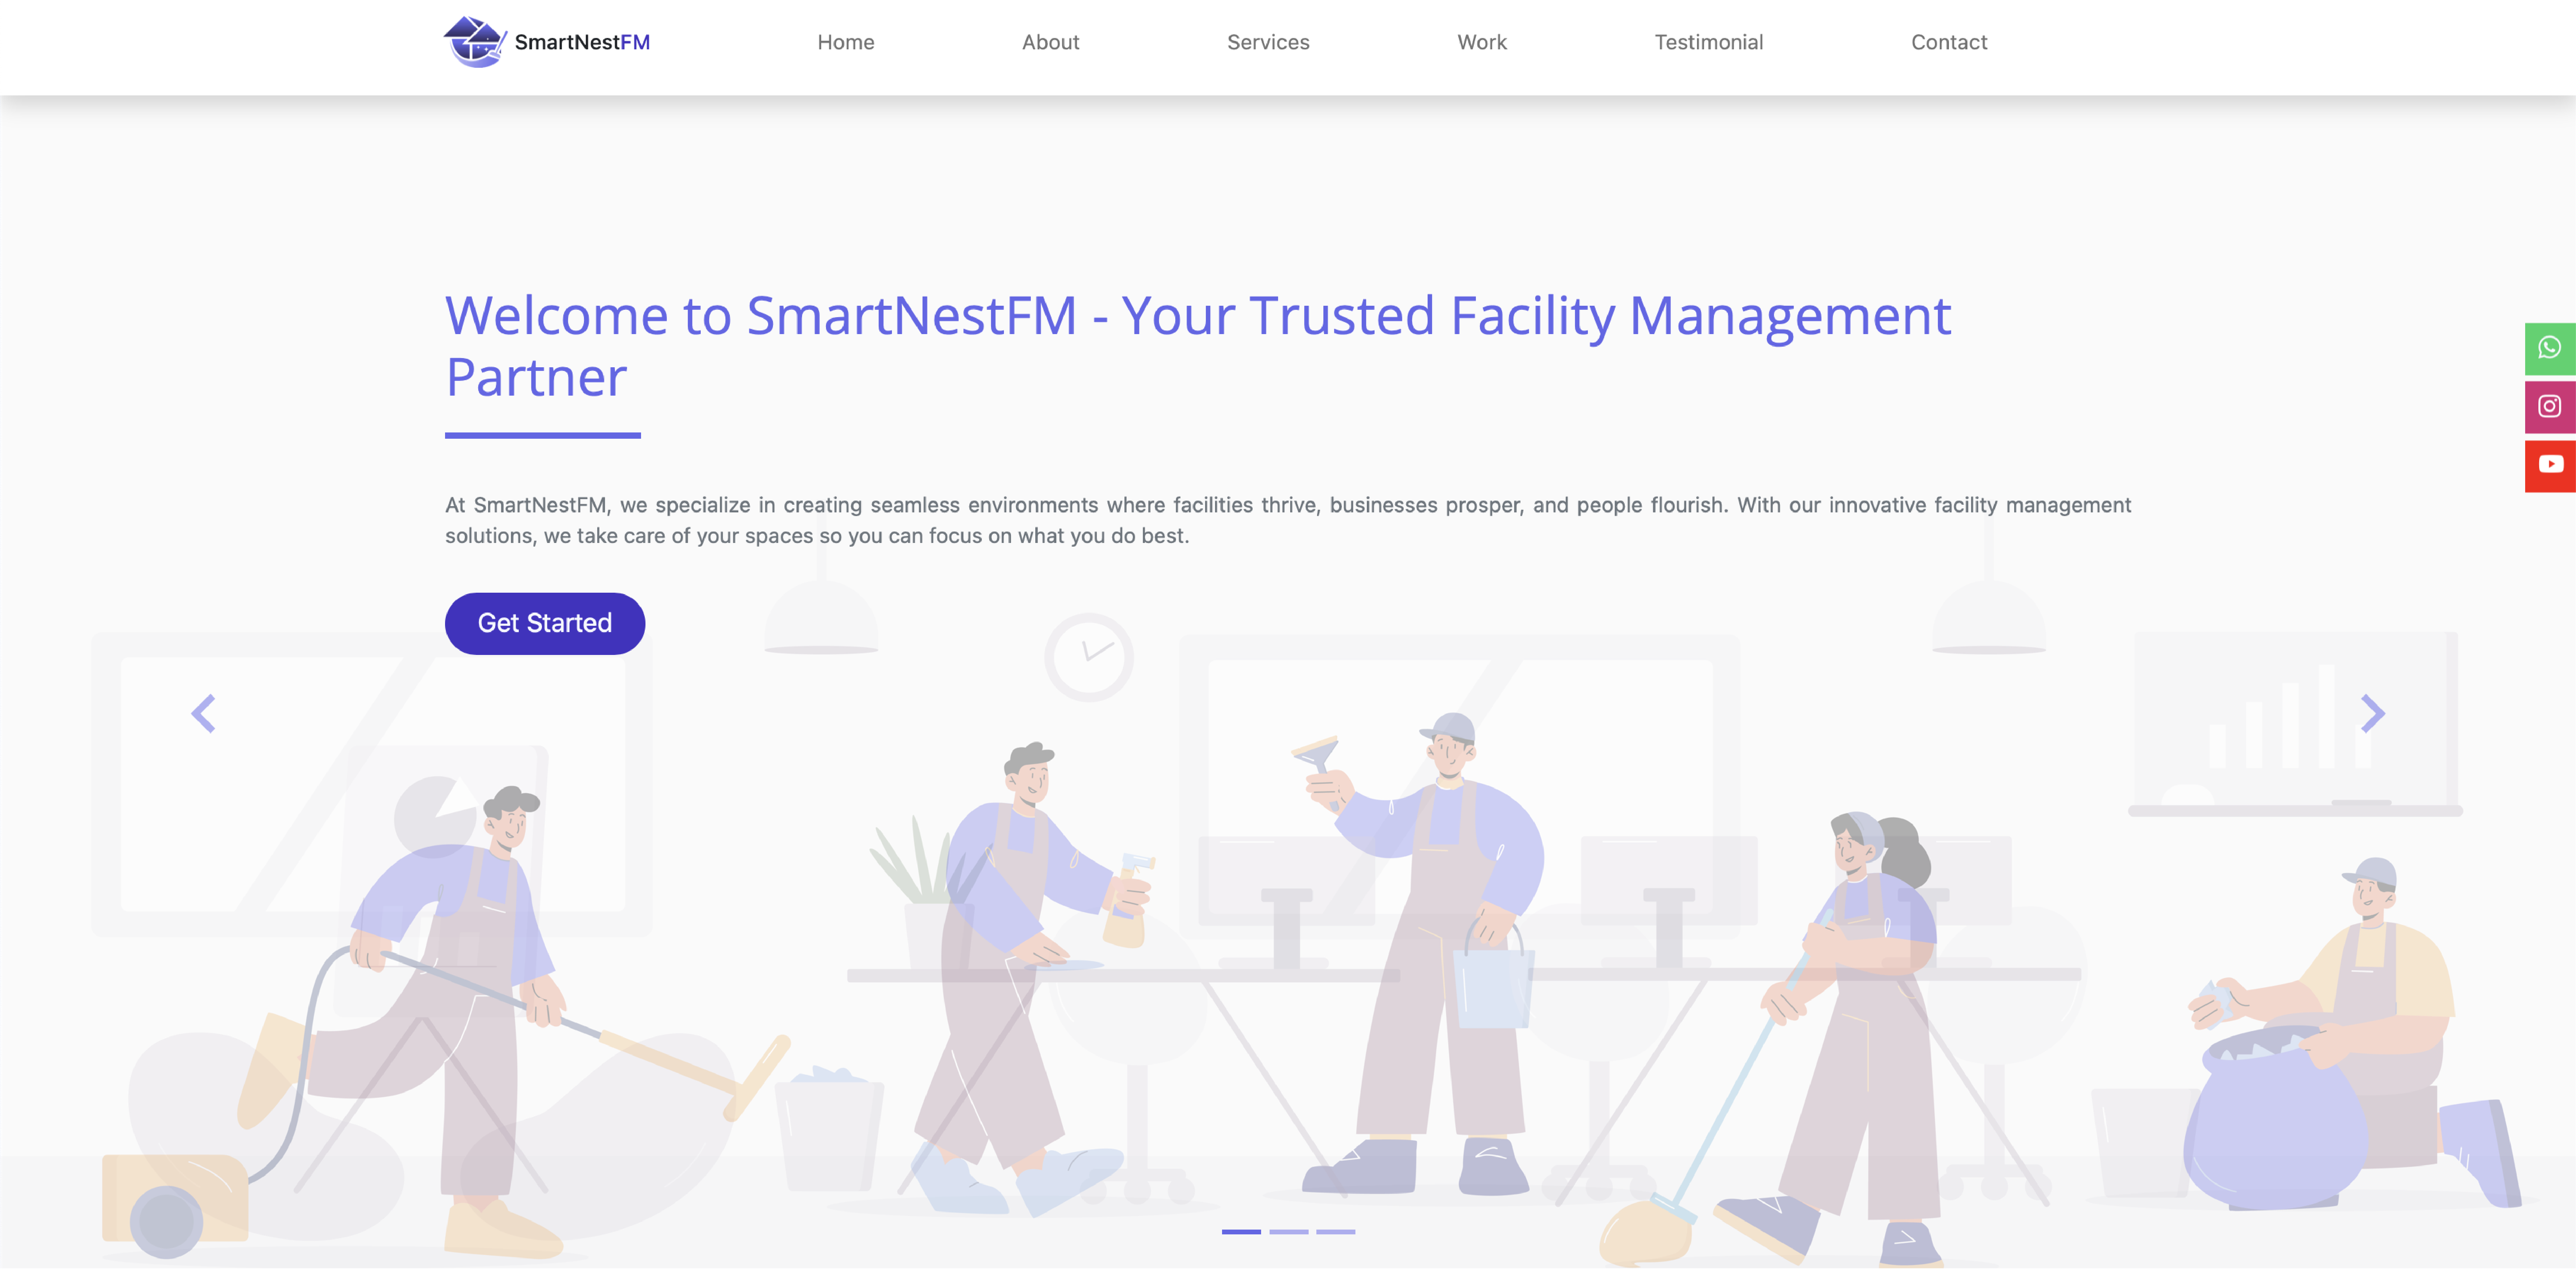 SmartNestFM
Home
About
Services
Work
Testimonial
Contact
Welcome to SmartNestFM - Your Trusted Facility Management
Partner
At SmartNestFM, we specialize in creating seamless environments where facilities thrive, businesses prosper, and people flourish. With our innovative facility management
solutions, we take care of your spaces so you can focus on what you do best.
Get Started